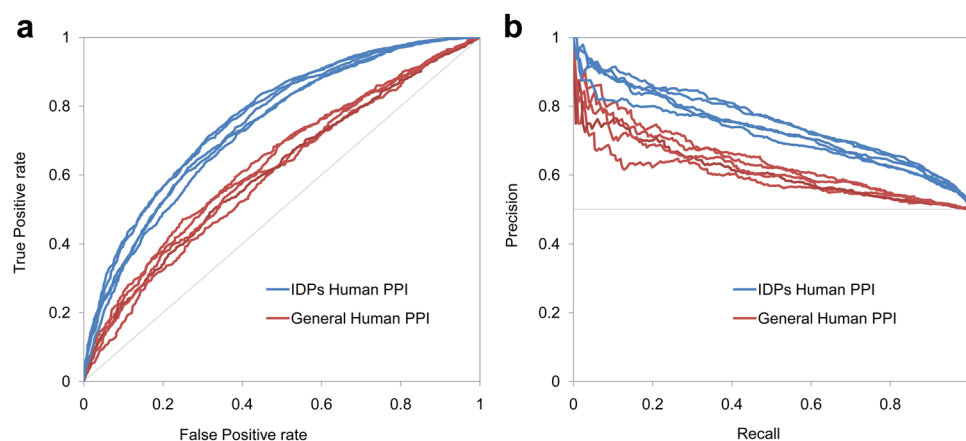 a
1
0.8
0.6
0.4
0.2
0
True Positive rate
0
0.2
0.4
0.6
0.8
1
False Positive rate
IDPs Human PPI
General Human PPI
b
1
0.8
0.6
0.4
0.2
0
Precision
0
0.2
0.4
0.6
0.8
Recall
IDPs Human PPI
General Human PPI